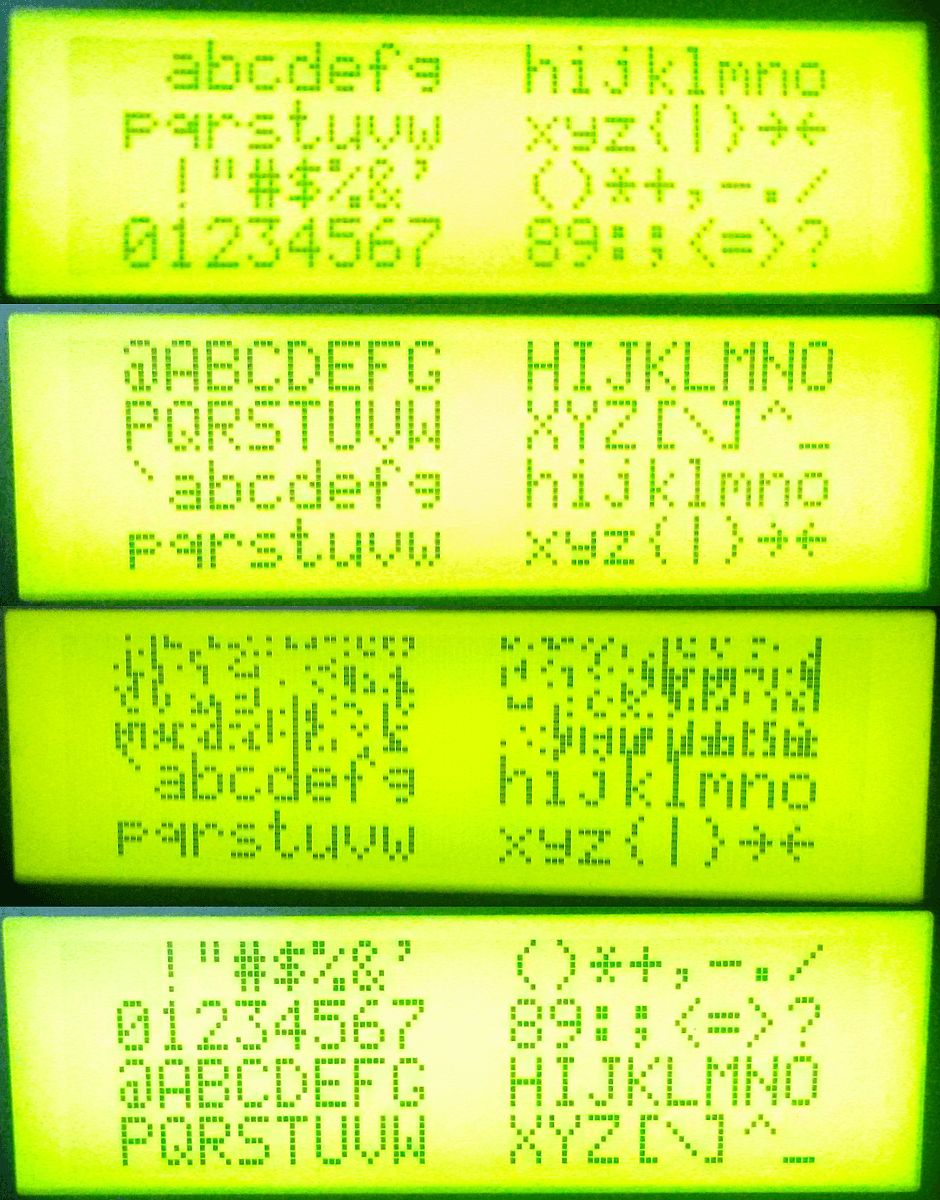 abcdefg hijklmno
pqrstuvw xyz{|}→←
!"#$%&' ()*+,-./
01234567 89:;<=>?
@ABCDEFG HIJKLMNO
PQRSTUVW XYZ[\]^_
`abcdefg hijklmno
pqrstuvw xyz{|}→←
`abcdefg hijklmno
pqrstuvw xyz{|}→←
!"#$%&' ()*+,-./
01234567 89:;<=>?
@ABCDEFG HIJKLMNO
PQRSTUVW XYZ[\]^_